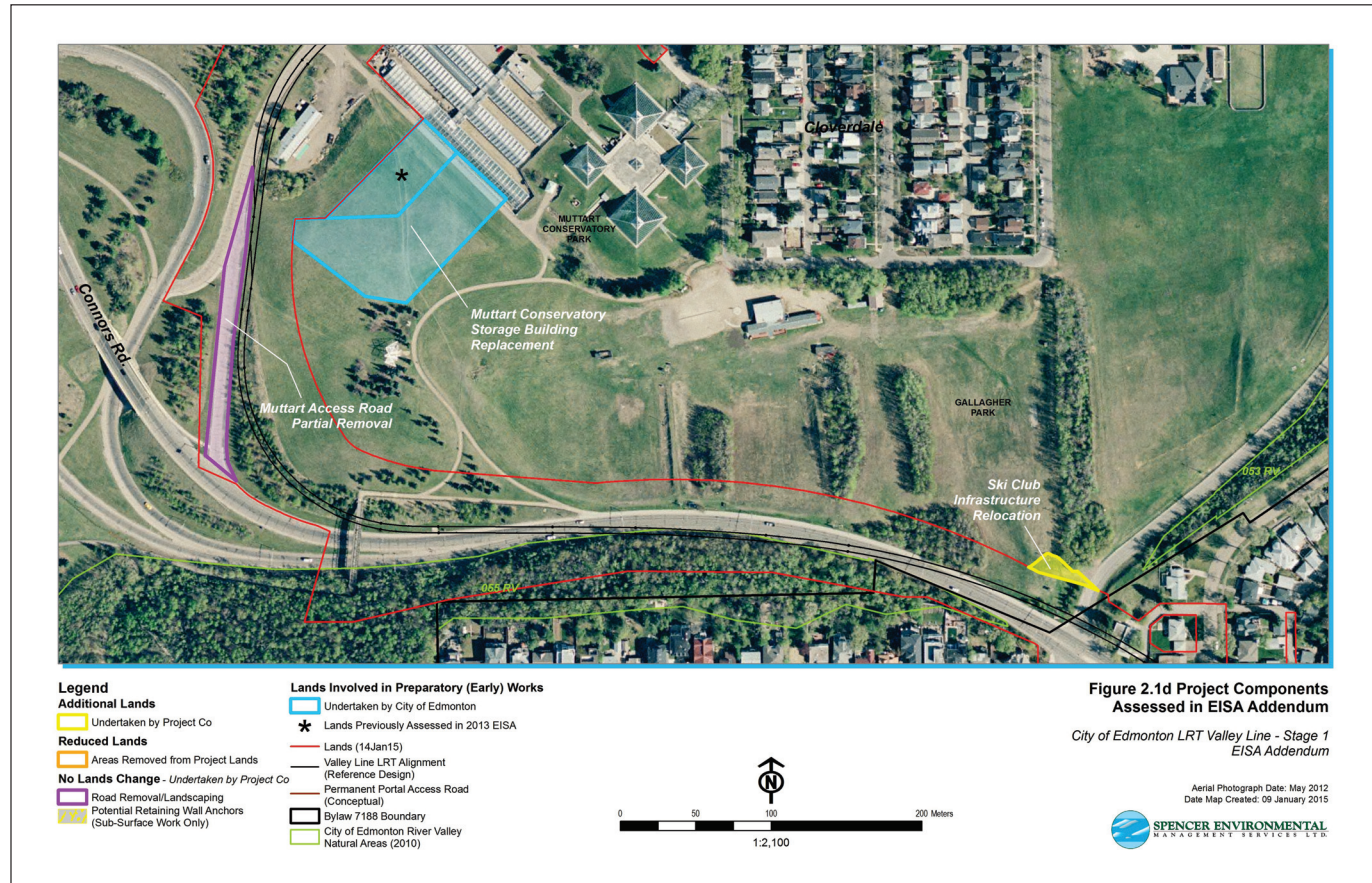 Cloverdale
MUTTART
CONSERVATORY
PARK
Connors Rd
Muttart Conservatory
Storage Building
Replacement
Muttart Access Road
Partial Removal
GALLAGHER
PARK
Ski Club
Infrastructure
Relocation
053 RV
055 RV
Legend
Additional Lands
Undertaken by Project Co
Reduced Lands
Areas Removed from Project Lands
No Lands Change - Undertaken by Project Co
Road Removal/Landscaping
Potential Retaining Wall Anchors
(Sub-Surface Work Only)
Lands Involved in Preparatory (Early) Works
Undertaken by City of Edmonton
* Lands Previously Assessed in 2013 EISA
Lands (14Jan15)
Valley Line LRT Alignment
(Reference Design)
Permanent Portal Access Road
(Conceptual)
Bylaw 7188 Boundary
City of Edmonton River Valley
Natural Areas (2010)
N
0 50 100 200 Meters
1:2,100
Figure 2.1d Project Components
Assessed in EISA Addendum
City of Edmonton LRT Valley Line - Stage 1
EISA Addendum
Aerial Photograph Date: May 2012
Date Map Created: 09 January 2015
SPENCER ENVIRONMENTAL
MANAGEMENT SERVICES LTD.